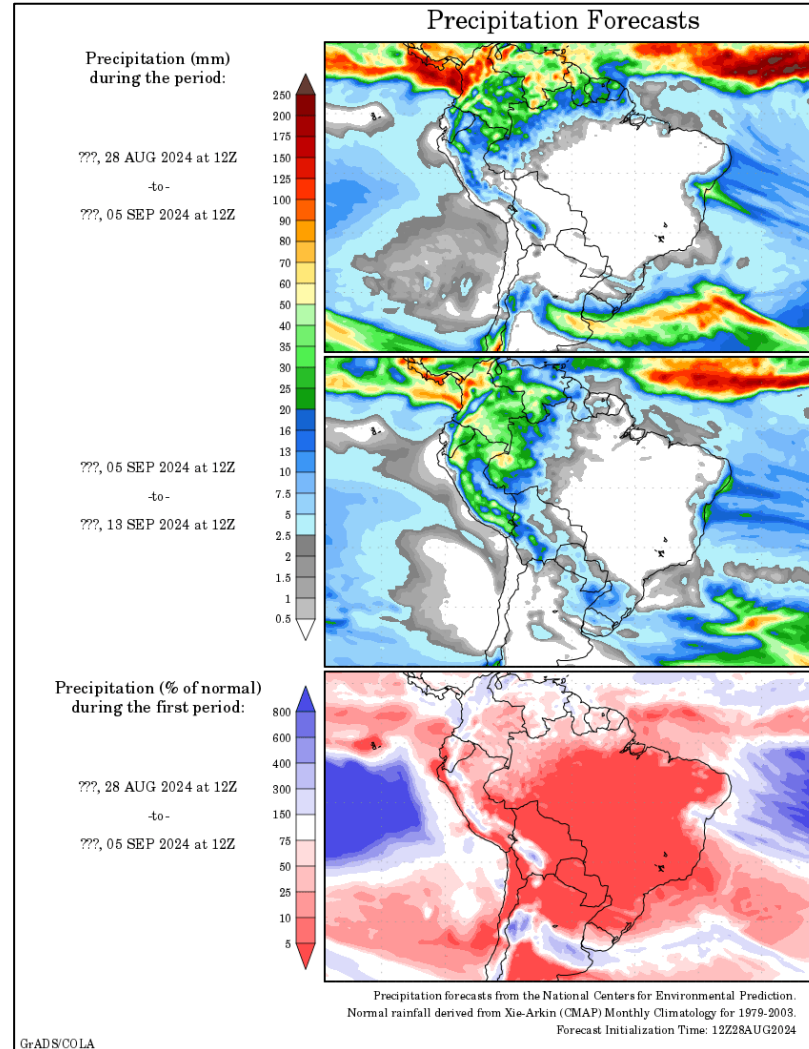 Precipitation Forecasts
Precipitation (mm)
during the period:
???, 28 AUG 2024 at 12Z
-to-
???, 05 SEP 2024 at 12Z
250
200
175
150
125
100
90
80
70
60
50
40
35
30
25
20
16
13
10
7.5
5
2.5
2
1.5
1
0.5
???, 05 SEP 2024 at 12Z
-to-
???, 13 SEP 2024 at 12Z
Precipitation (% of normal)
during the first period:
???, 28 AUG 2024 at 12Z
-to-
???, 05 SEP 2024 at 12Z
800
600
400
300
150
75
50
25
10
5
Precipitation forecasts from the National Centers for Environmental Prediction.
Normal rainfall derived from Xie-Arkin (CMAP) Monthly Climatology for 1979-2003.
Forecast Initialization Time: 12Z28AUG2024
GrADS/COLA